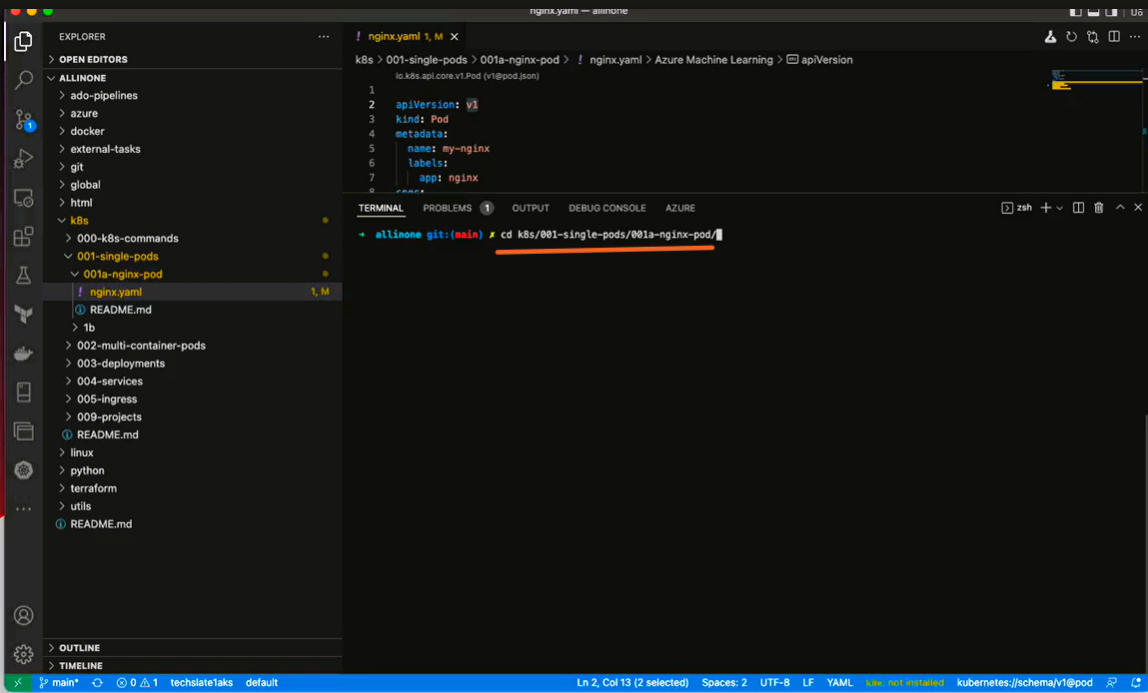 nginx.yaml — allinone
EXPLORER
OPEN EDITORS
ALLINONE
ado-pipelines
azure
docker
external-tasks
git
global
html
k8s
000-k8s-commands
001-single-pods
001a-nginx-pod
nginx.yaml 1, M
README.md
1b
002-multi-container-pods
003-deployments
004-services
005-ingress
009-projects
README.md
linux
python
terraform
utils
README.md
OUTLINE
TIMELINE
1
nginx.yaml 1, M
k8s > 001-single-pods > 001a-nginx-pod > ! nginx.yaml > Azure Machine Learning > apiVersion
io.k8s.api.core.v1.Pod (v1@pod.json)
1
2 apiVersion: v1
3 kind: Pod
4 metadata:
5 name: my-nginx
6 labels:
7 app: nginx
8 spec:
TERMINAL PROBLEMS 1 OUTPUT DEBUG CONSOLE AZURE zsh
→ allinone git:(main) ✗ cd k8s/001-single-pods/001a-nginx-pod/
main* 0 1 techslate1aks default Ln 2, Col 13 (2 selected) Spaces: 2 UTF-8 LF YAML kite: not installed kubernetes://schema/v1@pod